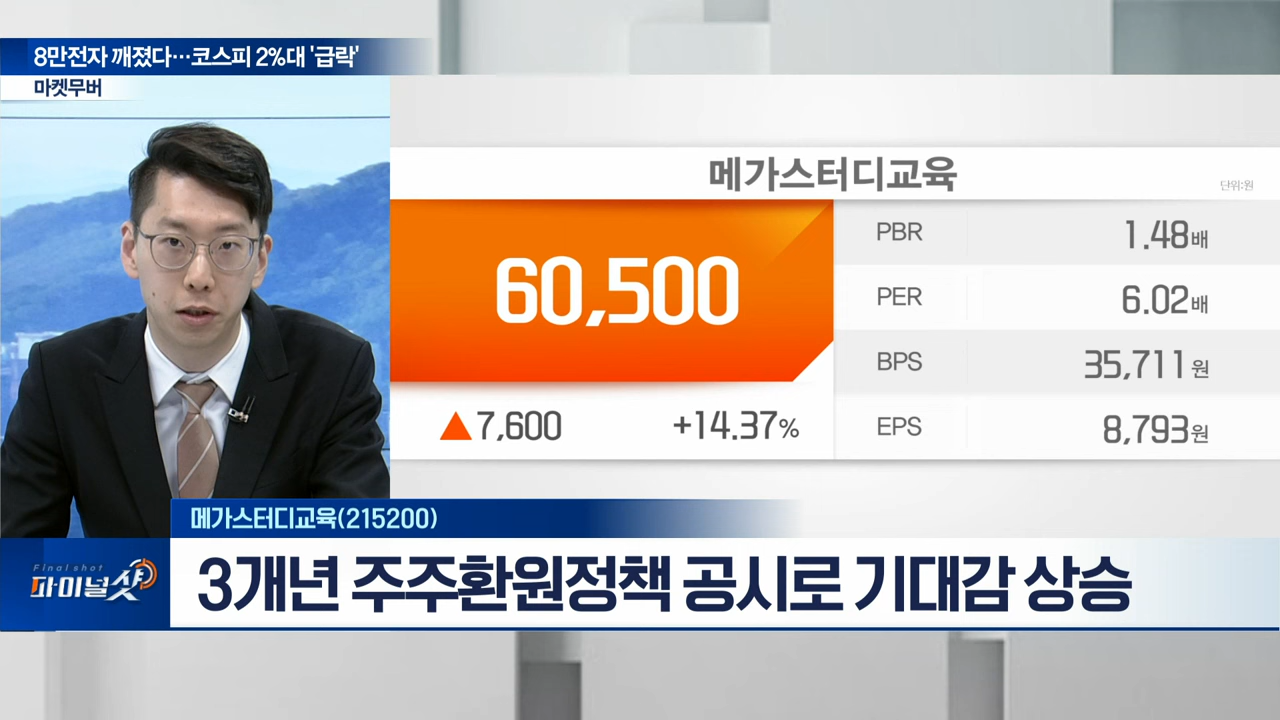 8만전자 깨졌다…코스피 2%대 '급락'
마켓무버
메가스터디교육
단위:원
60,500
▲7,600 +14.37%
PBR 1.48배
PER 6.02배
BPS 35,711원
EPS 8,793원
메가스터디교육(215200)
Final shot
파이널샷
3개년 주주환원정책 공시로 기대감 상승